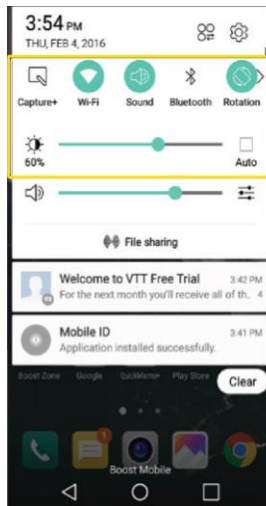 3:54 PM
THU, FEB 4, 2016
Capture+ Wi-Fi Sound Bluetooth Rotation
60% Auto
File sharing
Welcome to VTT Free Trial 3:42 PM
For the next month you'll receive all of th.. 4
Mobile ID 3:41 PM
Application installed successfully.
Boost Zone Google QuickMemo+ Play Store
Clear
1
Boost Mobile